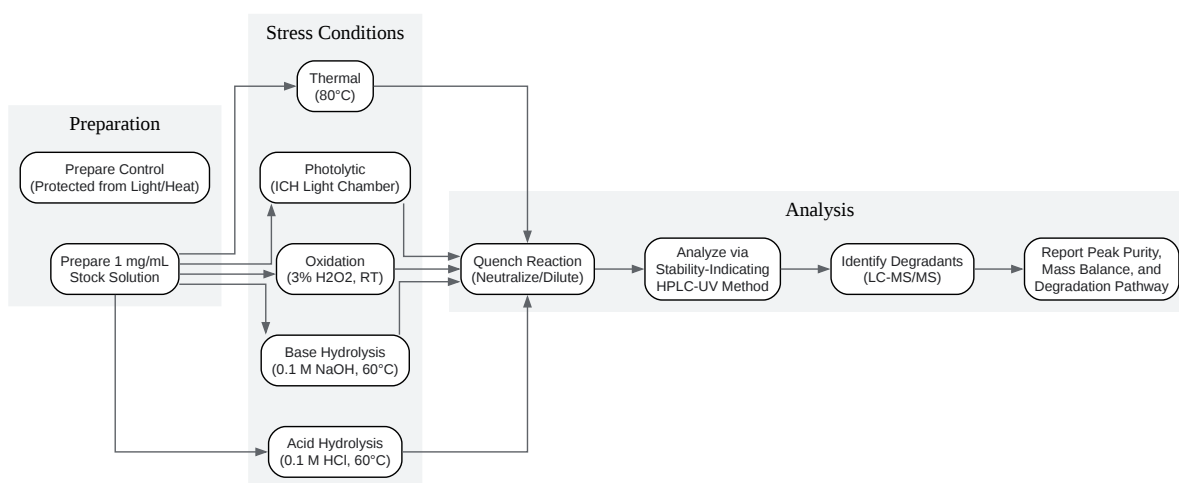 Stress Conditions
Thermal
(80°C)
Preparation
Prepare Control
(Protected from Light/Heat)
Photolytic
(ICH Light Chamber)
Analysis
Prepare 1 mg/mL
Stock Solution
Oxidation
(3% H2O2, RT)
Quench Reaction
(Neutralize/Dilute)
Analyze via
Stability-Indicating
HPLC-UV Method
Identify Degradants
(LC-MS/MS)
Report Peak Purity,
Mass Balance, and
Degradation Pathway
Base Hydrolysis
(0.1 M NaOH, 60°C)
Acid Hydrolysis
(0.1 M HCl, 60°C)